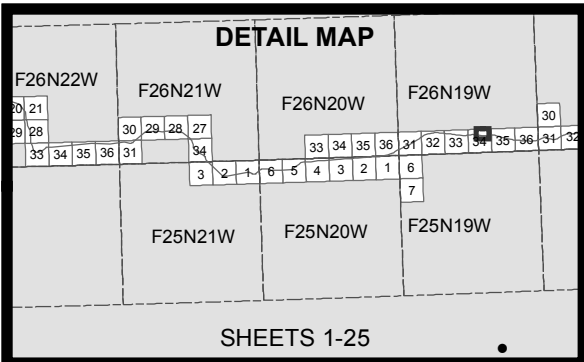 DETAIL MAP
F26N22W
F26N21W
F26N20W
F26N19W
20 21
29 28
30 29 28 27
30
33 34 35 36 31
34
33 34 35 36 31 32 33 34 35 36 31 32
3 2 1 6 5 4 3 2 1 6
7
F25N21W
F25N20W
F25N19W
SHEETS 1-25